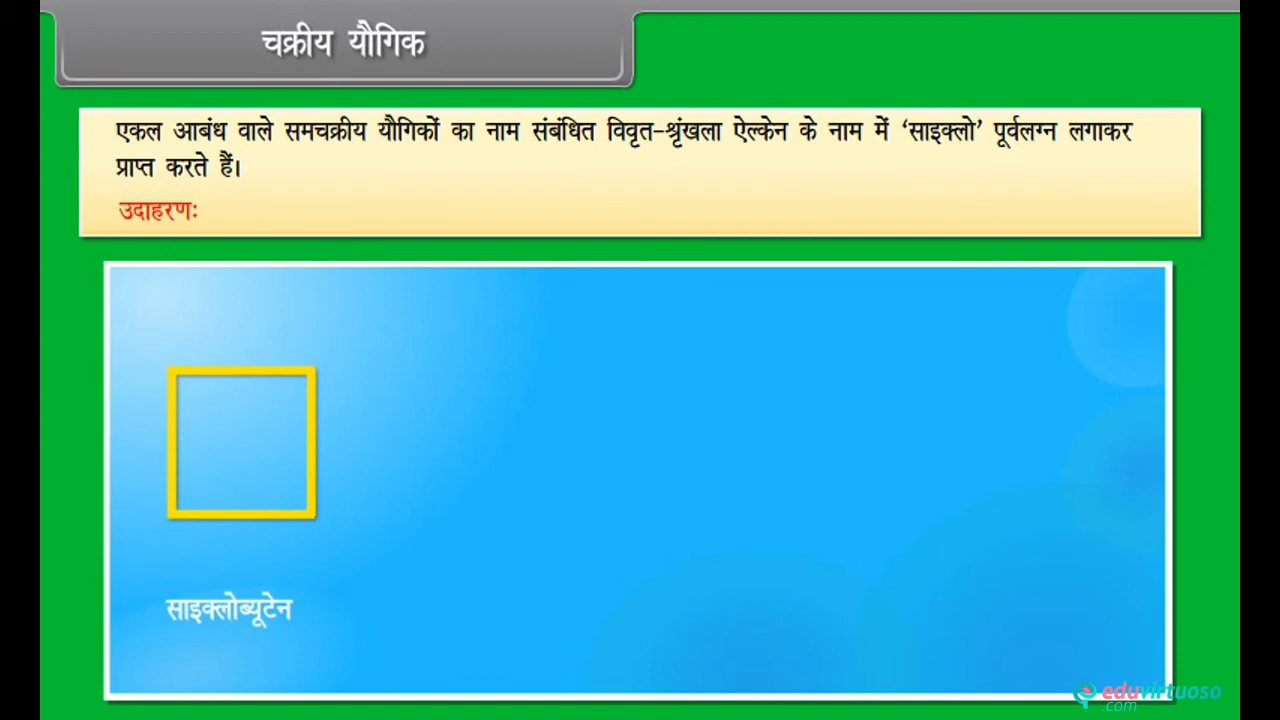 चक्रीय यौगिक
एकल आबंध वाले समचक्रीय यौगिकों का नाम संबंधित विवृत-श्रृंखला ऐल्केन के नाम में ‘साइक्लो’ पूर्वलग्न लगाकर
प्राप्त करते हैं।
उदाहरणः
साइक्लोब्यूटेन
eduvirtuoso
.com